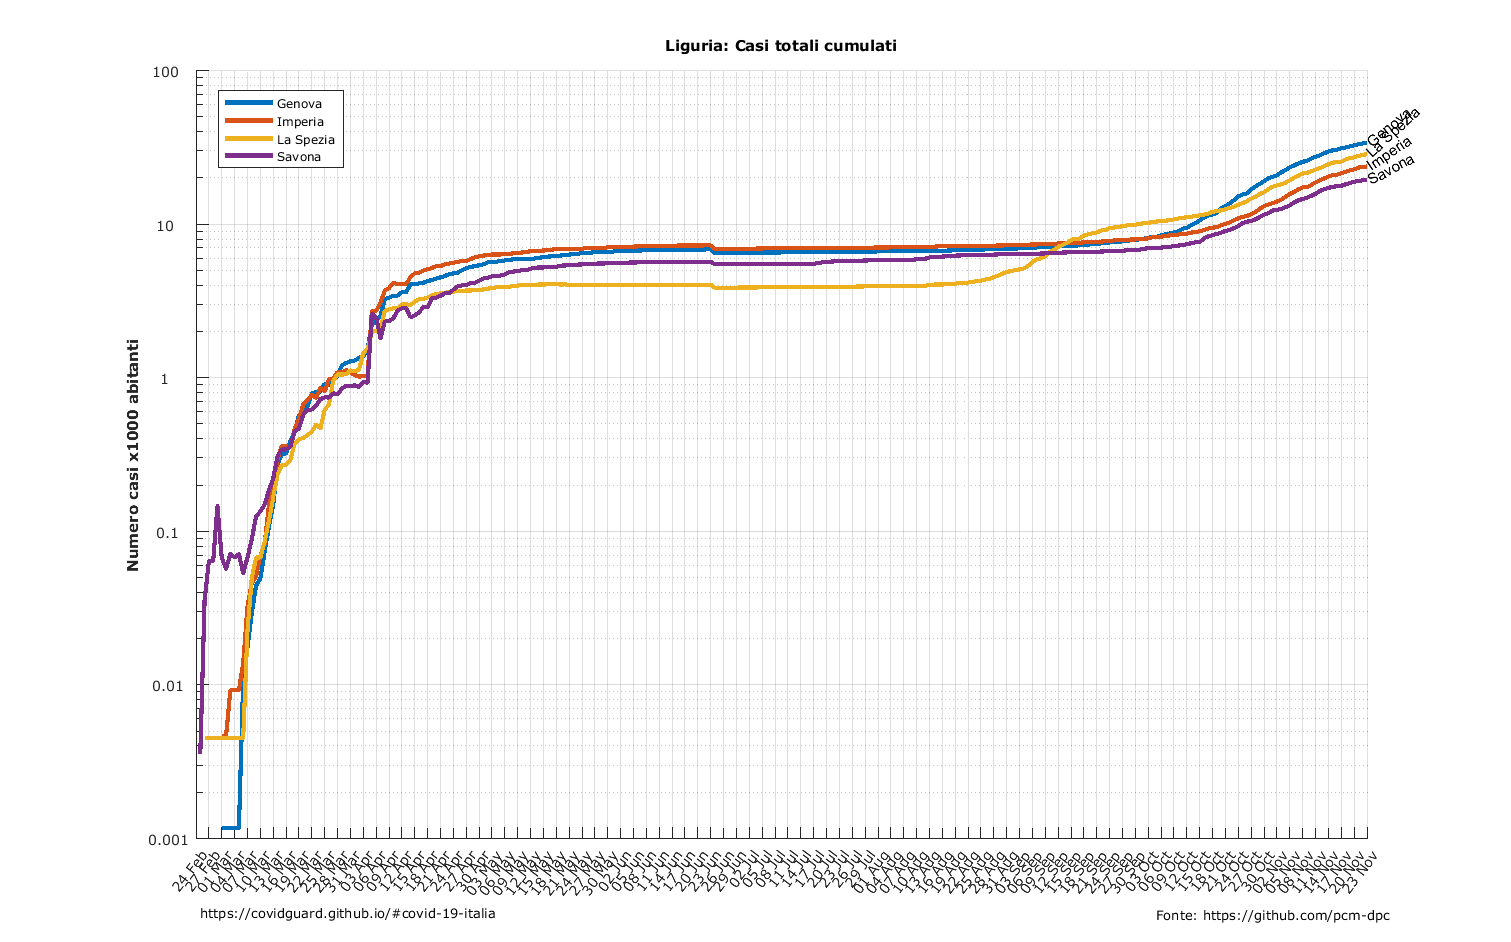 Liguria: Casi totali cumulati
Numero casi x1000 abitanti
100
10
1
0.1
0.01
0.001
Genova
Imperia
La Spezia
Savona
Genova
La Spezia
Imperia
Savona
24 Feb
27 Feb
01 Mar
04 Mar
07 Mar
10 Mar
13 Mar
16 Mar
19 Mar
22 Mar
25 Mar
28 Mar
31 Mar
03 Apr
06 Apr
09 Apr
12 Apr
15 Apr
18 Apr
21 Apr
24 Apr
27 Apr
30 Apr
03 May
06 May
09 May
12 May
15 May
18 May
21 May
24 May
27 May
30 May
02 Jun
05 Jun
08 Jun
11 Jun
14 Jun
17 Jun
20 Jun
23 Jun
26 Jun
29 Jun
02 Jul
05 Jul
08 Jul
11 Jul
14 Jul
17 Jul
20 Jul
23 Jul
26 Jul
29 Jul
01 Aug
04 Aug
07 Aug
10 Aug
13 Aug
16 Aug
19 Aug
22 Aug
25 Aug
28 Aug
31 Aug
03 Sep
06 Sep
09 Sep
12 Sep
15 Sep
18 Sep
21 Sep
24 Sep
27 Sep
30 Sep
03 Oct
06 Oct
09 Oct
12 Oct
15 Oct
18 Oct
21 Oct
24 Oct
27 Oct
30 Oct
02 Nov
05 Nov
08 Nov
11 Nov
14 Nov
17 Nov
20 Nov
23 Nov
https://covidguard.github.io/#covid-19-italia
Fonte: https://github.com/pcm-dpc